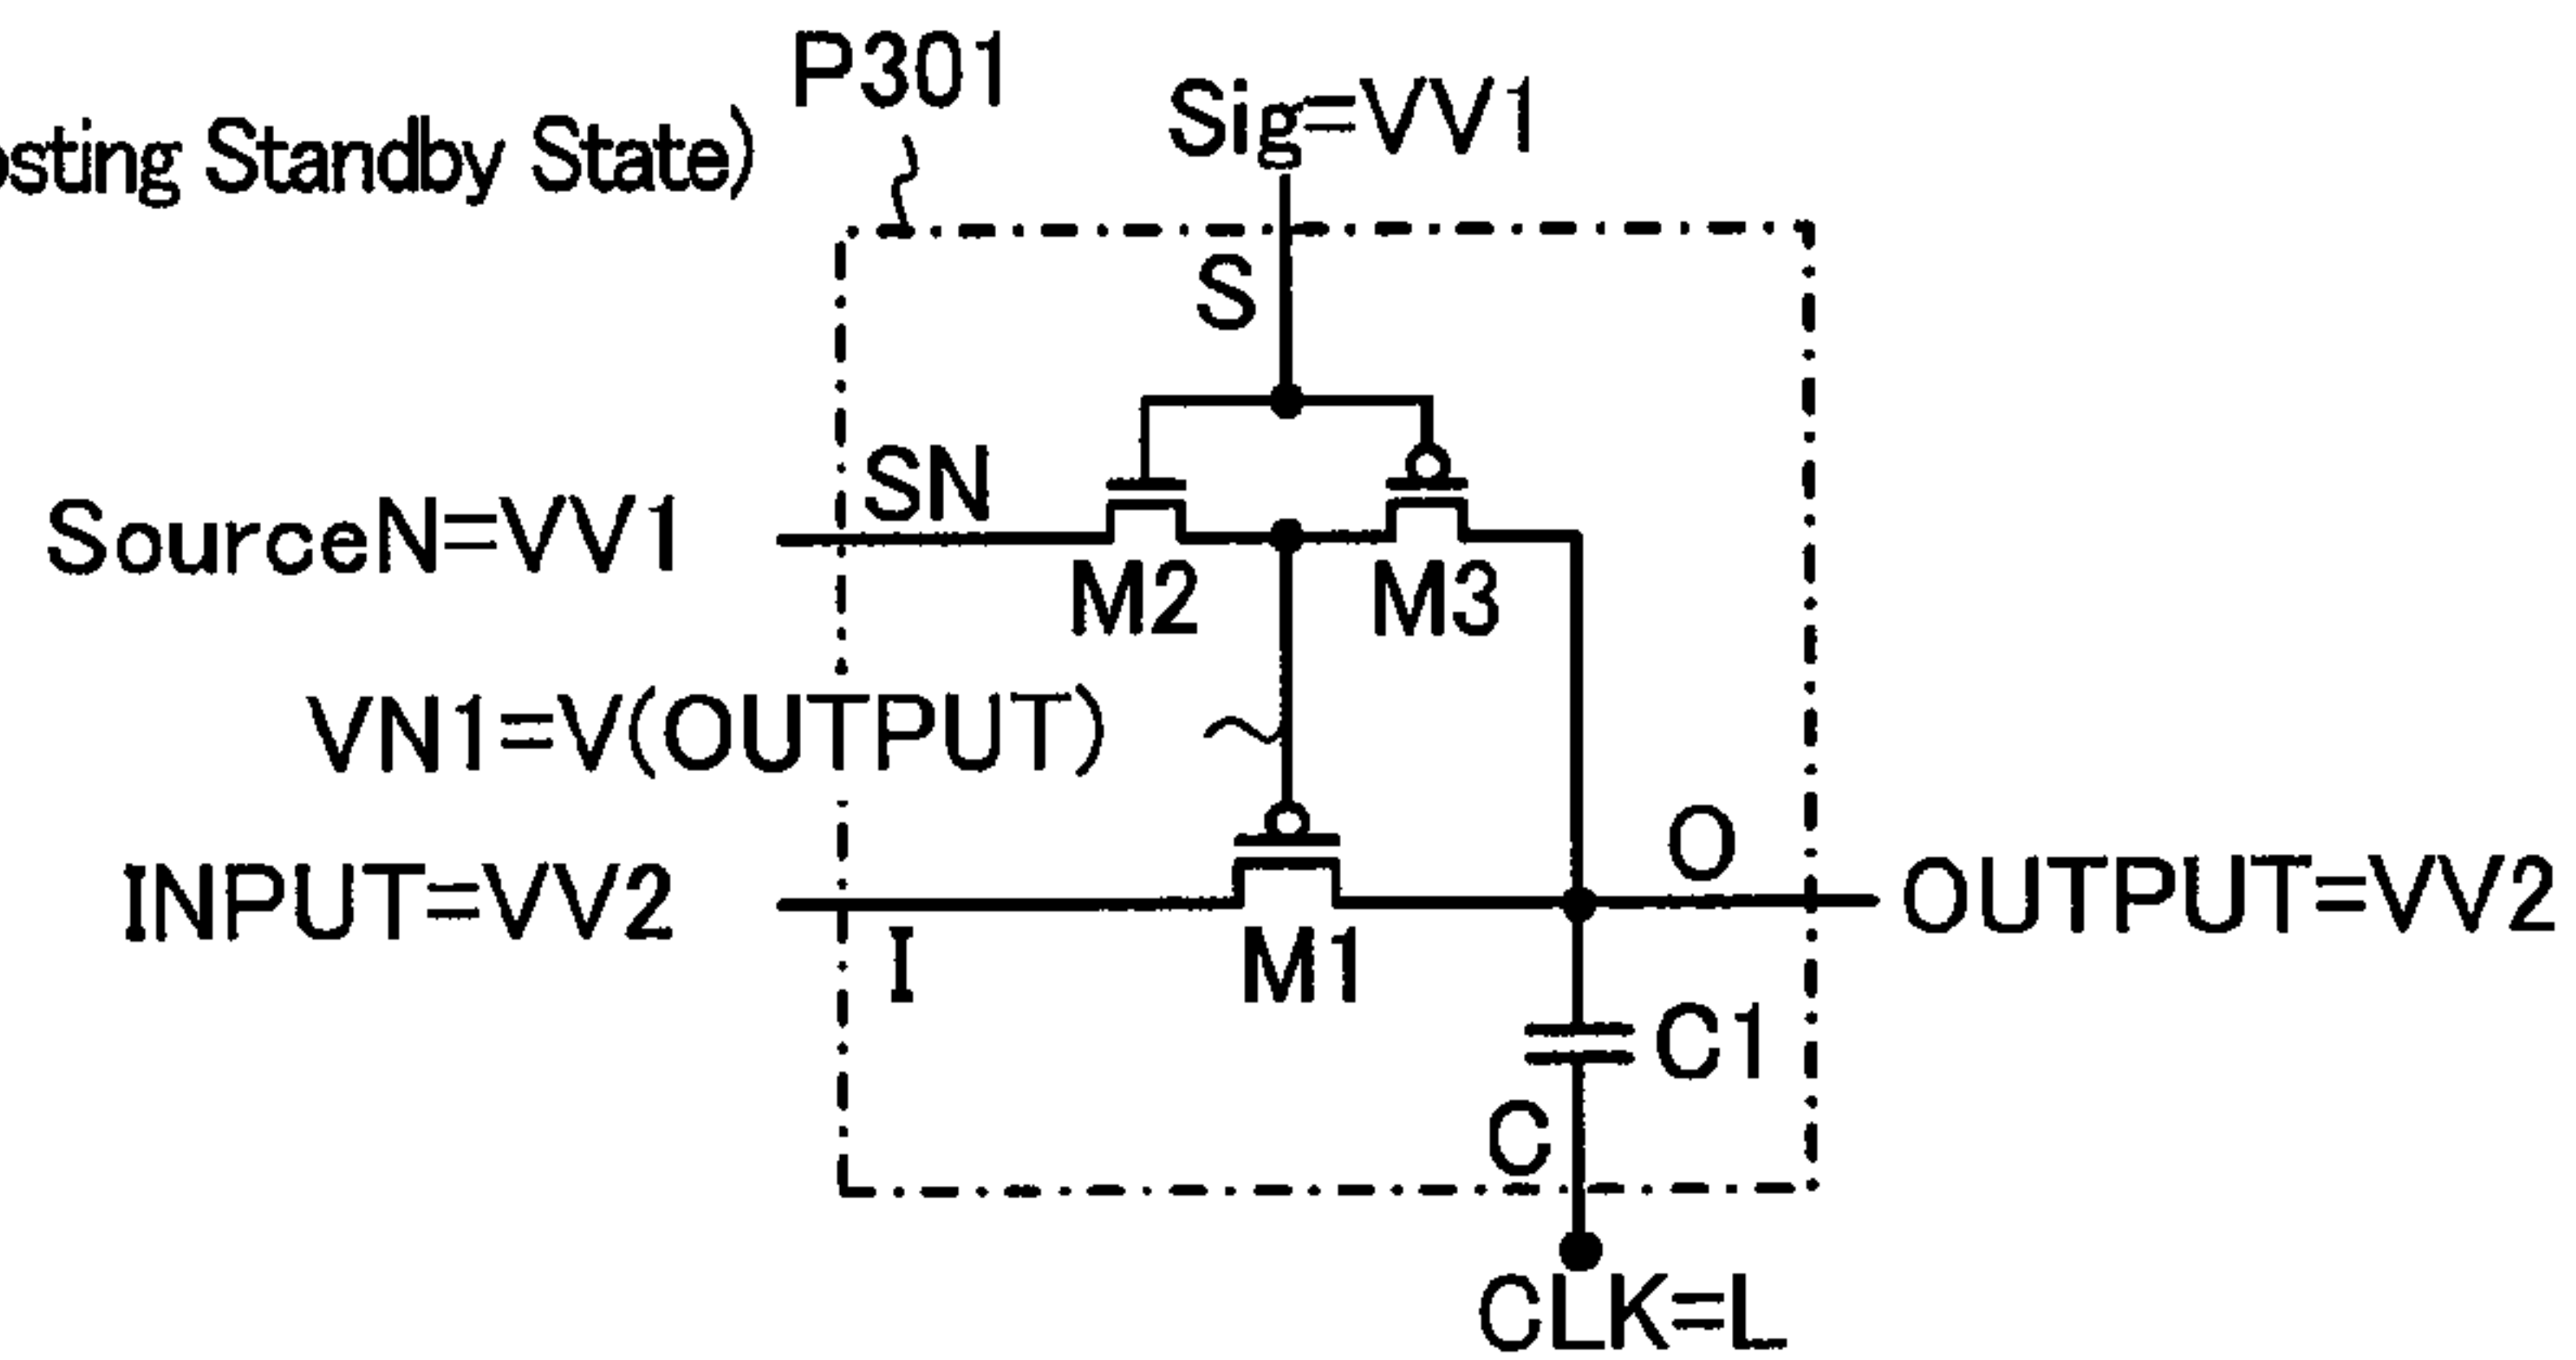 P301
Sig=VV1
Standby State)
S
SN
SourceN=VV1
M2
M3
VN1=V(OUTPUT)
O
INPUT=VV2
OUTPUT=VV2
I
M1
C1
C
CLK=L